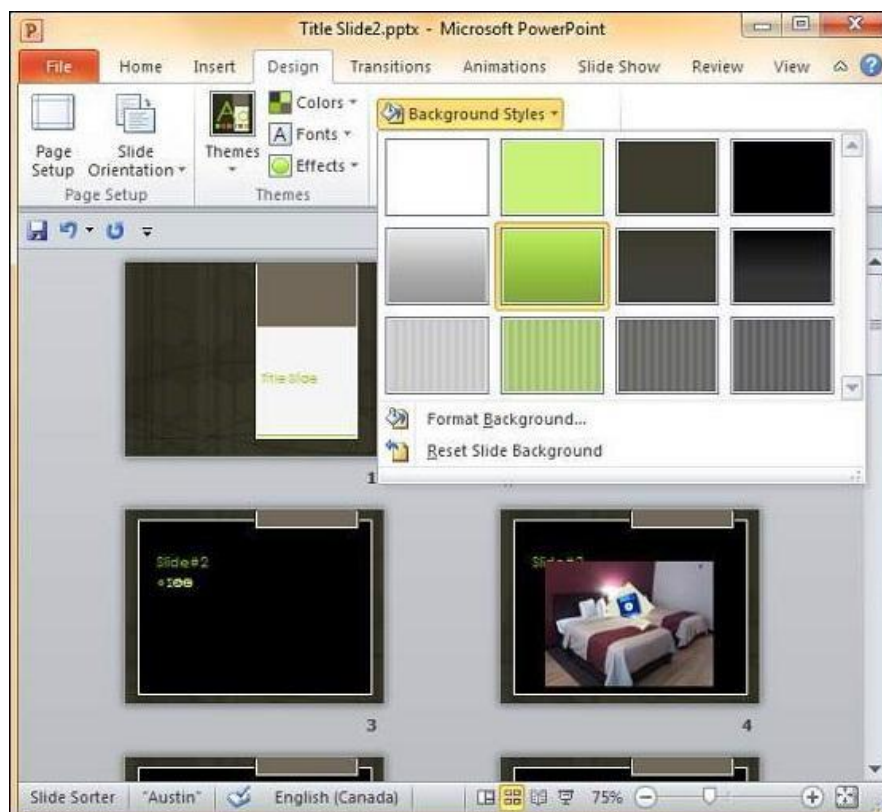 Title Slide2.pptx - Microsoft PowerPoint
File Home Insert Design Transitions Animations Slide Show Review View
Page Setup
Slide Orientation
Themes
Colors
Fonts
Effects
Background Styles
Page Setup
Themes
Format Background...
Reset Slide Background
Title Slide
1
Slide#2
3
4
Slide Sorter "Austin" English (Canada) 75%